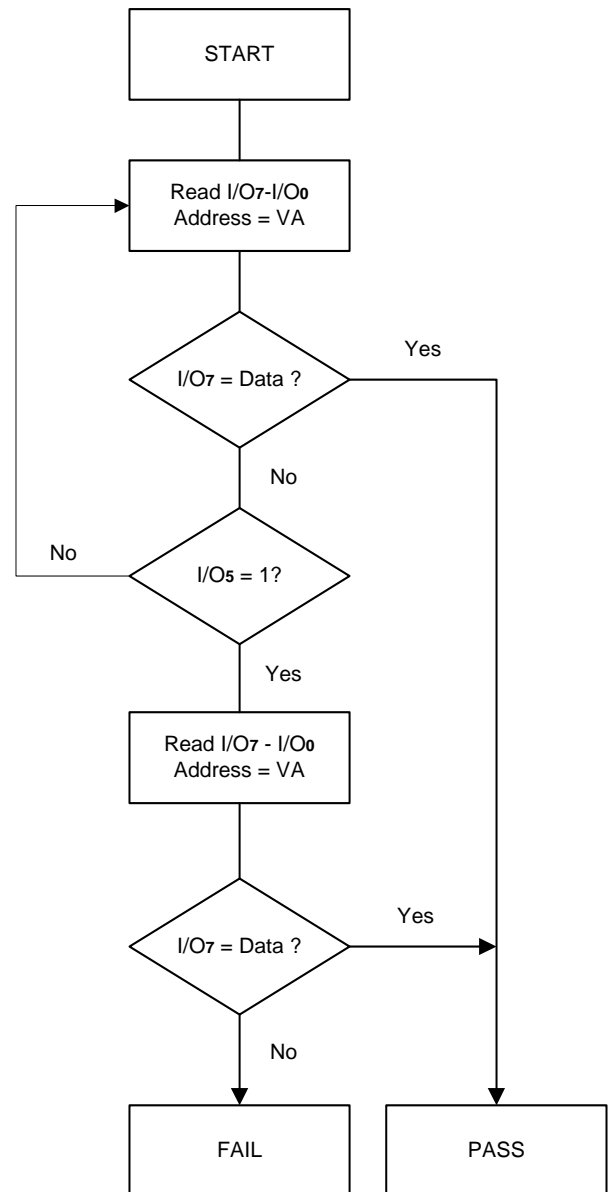 START
Read I/O7-I/O0
Address = VA
I/O7 = Data ?
Yes
No
No
I/O5 = 1?
Yes
Read I/O7 - I/O0
Address = VA
I/O7 = Data ?
Yes
No
FAIL
PASS